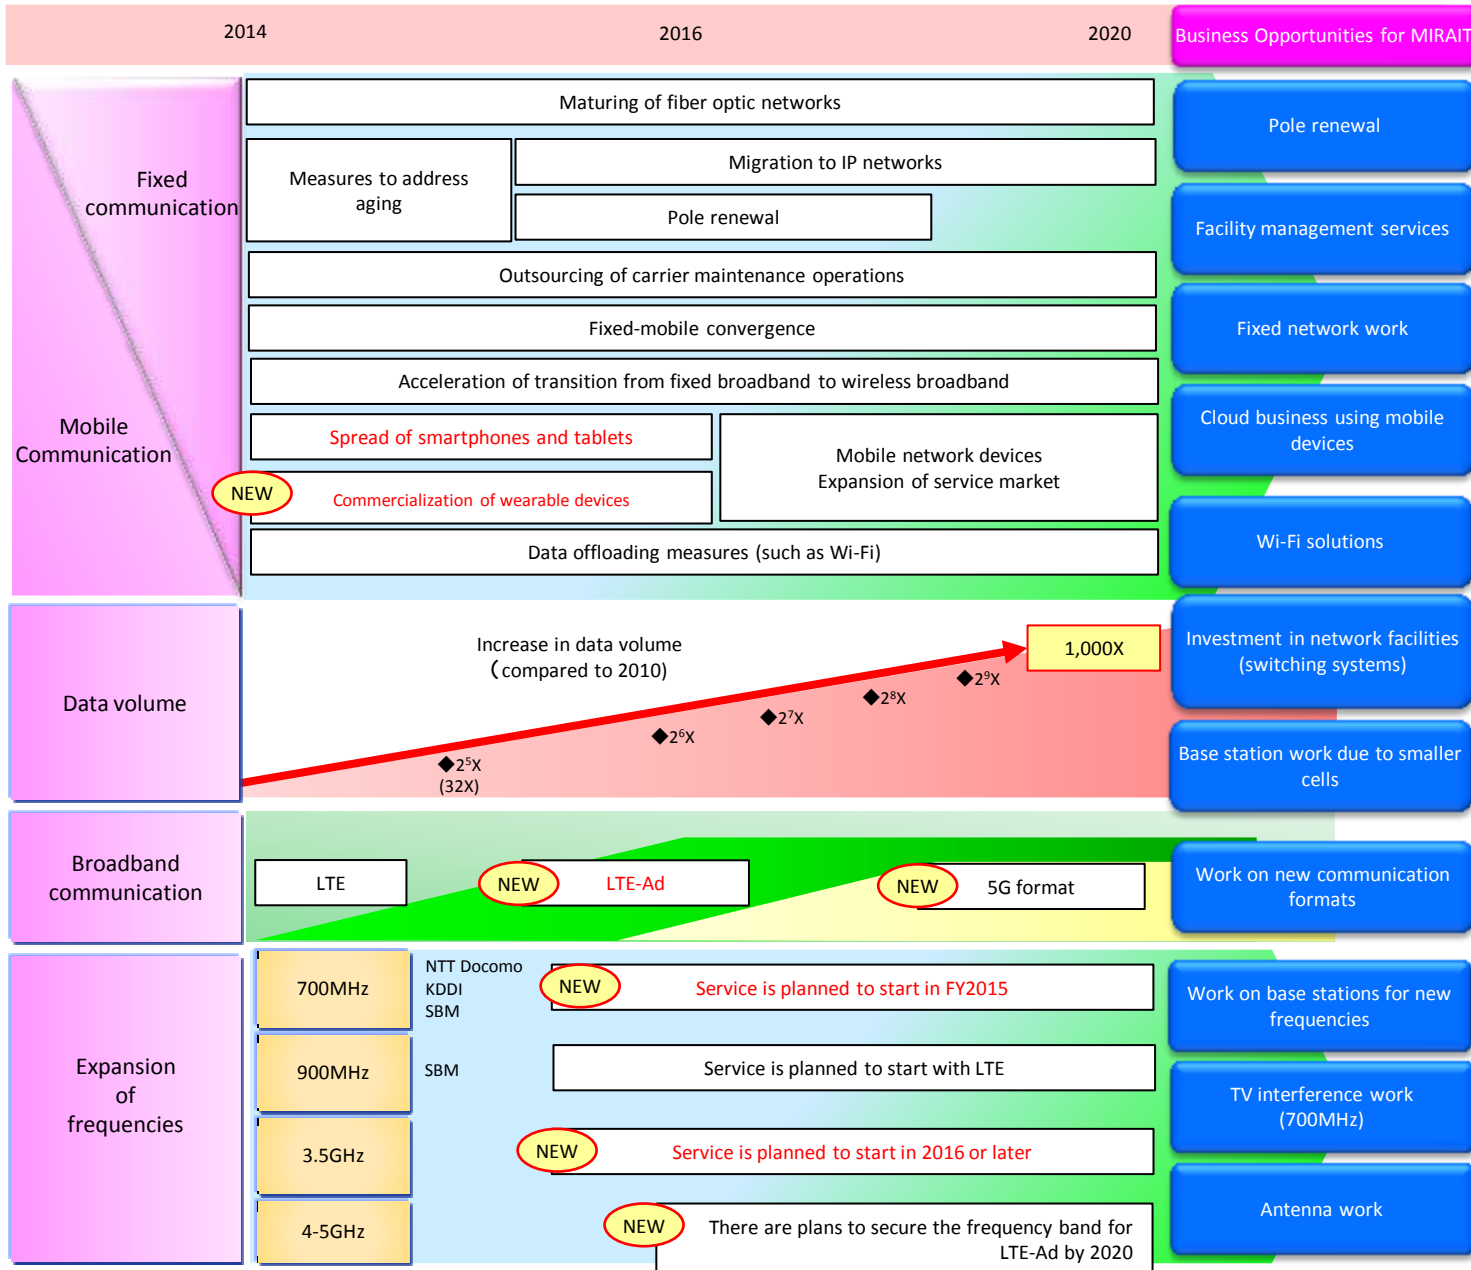 2014
2016
2020
Business Opportunities for MIRAIT
Fixed
communication
Mobile
Communication
Maturing of fiber optic networks
Measures to address
aging
Migration to IP networks
Pole renewal
Outsourcing of carrier maintenance operations
Fixed-mobile convergence
Acceleration of transition from fixed broadband to wireless broadband
Spread of smartphones and tablets
NEW
Commercialization of wearable devices
Mobile network devices
Expansion of service market
Data offloading measures (such as Wi-Fi)
Pole renewal
Facility management services
Fixed network work
Cloud business using mobile
devices
Wi-Fi solutions
Data volume
Increase in data volume
(compared to 2010)
◆2⁵X
(32X)
◆2⁶X
◆2⁷X
◆2⁸X
◆2⁹X
1,000X
Investment in network facilities
(switching systems)
Base station work due to smaller
cells
Broadband
communication
LTE
NEW
LTE-Ad
NEW
5G format
Work on new communication
formats
Expansion
of
frequencies
700MHz
NTT Docomo
KDDI
SBM
NEW
Service is planned to start in FY2015
900MHz
SBM
Service is planned to start with LTE
3.5GHz
NEW
Service is planned to start in 2016 or later
4-5GHz
NEW
There are plans to secure the frequency band for
LTE-Ad by 2020
Work on base stations for new
frequencies
TV interference work
(700MHz)
Antenna work